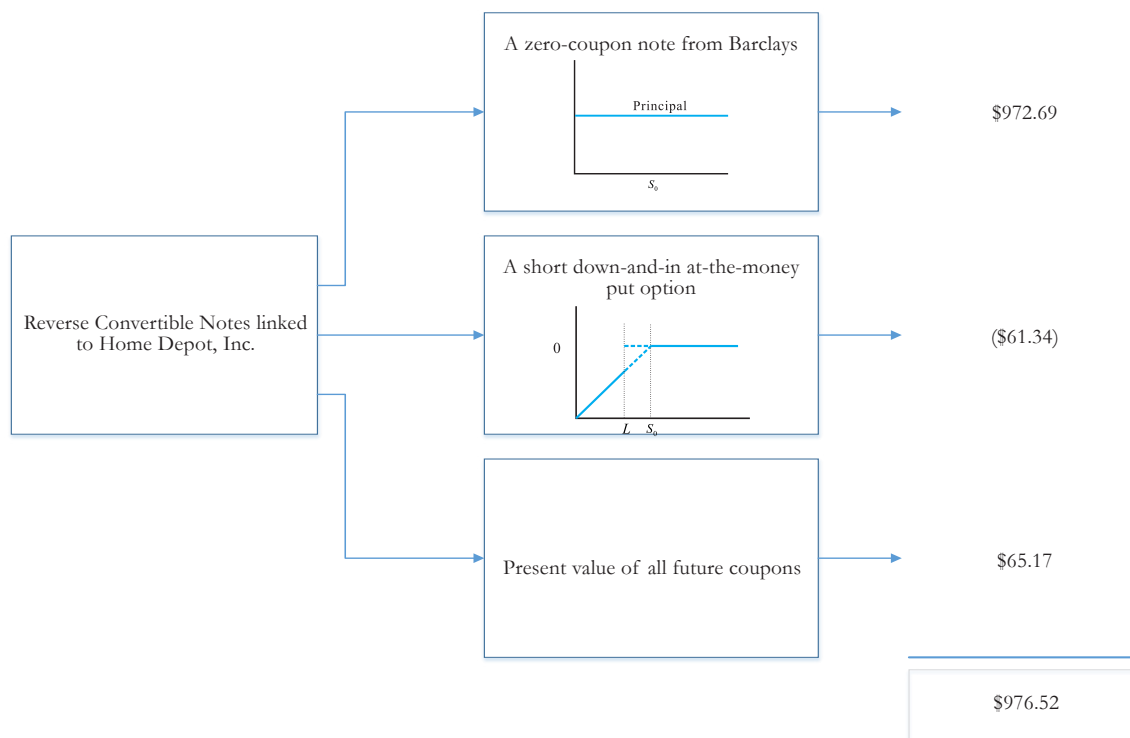 A zero-coupon note from Barclays
Principal
S₀
$972.69
Reverse Convertible Notes linked
to Home Depot, Inc.
A short down-and-in at-the-money
put option
0
L S₀
($61.34)
Present value of all future coupons
$65.17
$976.52